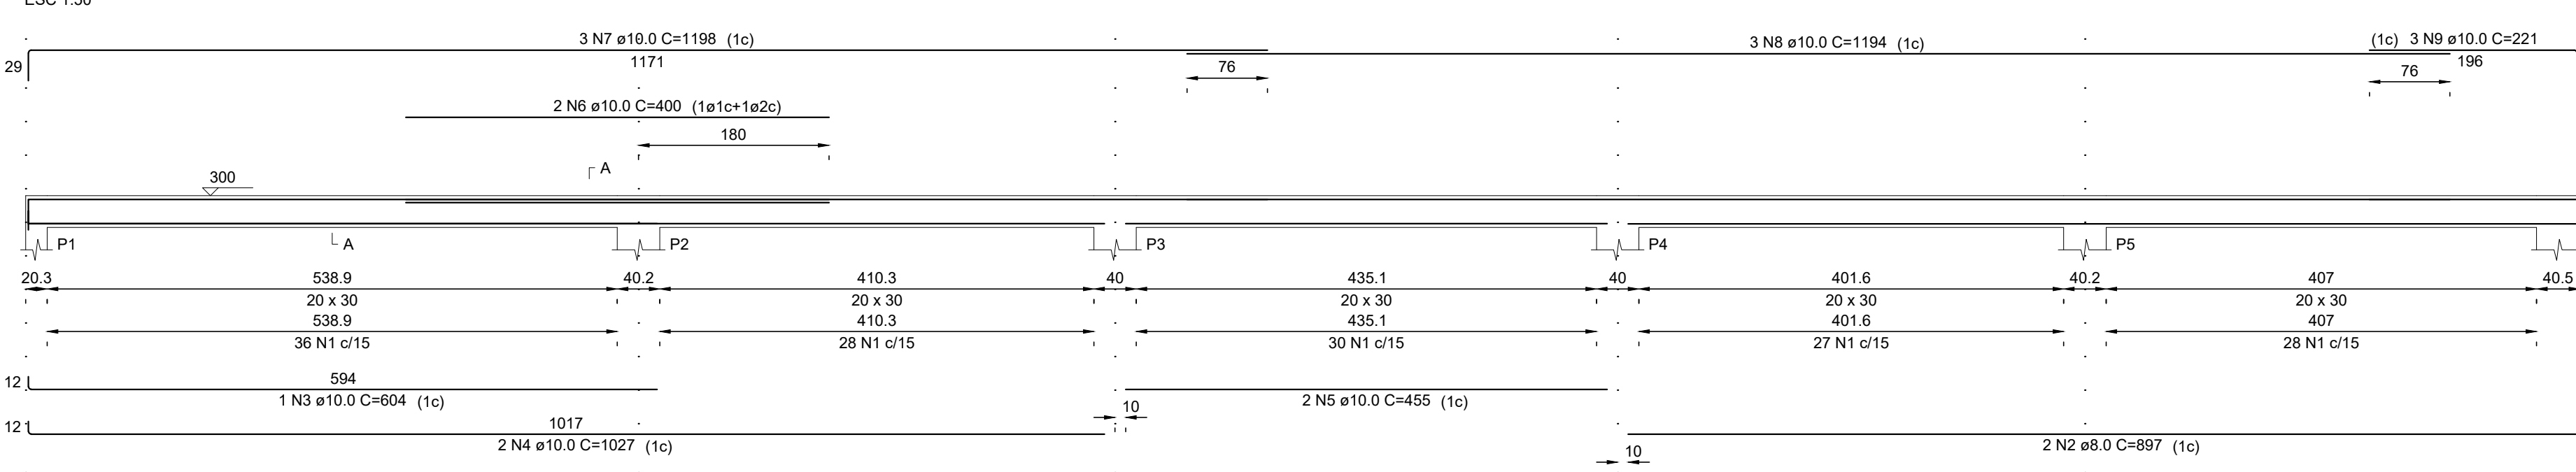 ESC 1:50
3 N7 ø10.0 C=1198 (1c)
3 N8 ø10.0 C=1194 (1c)
(1c) 3 N9 ø10.0 C=221
29
1171
76
76
196
2 N6 ø10.0 C=400 (1ø1c+1ø2c)
180
A
300
A
P1
P2
P3
P4
P5
20.3
538.9
40.2
410.3
40
435.1
40
401.6
40.2
407
40.5
20 x 30
20 x 30
20 x 30
20 x 30
20 x 30
538.9
410.3
435.1
401.6
407
36 N1 c/15
28 N1 c/15
30 N1 c/15
27 N1 c/15
28 N1 c/15
12
594
1 N3 ø10.0 C=604 (1c)
10
2 N5 ø10.0 C=455 (1c)
12
1017
2 N4 ø10.0 C=1027 (1c)
10
2 N2 ø8.0 C=897 (1c)